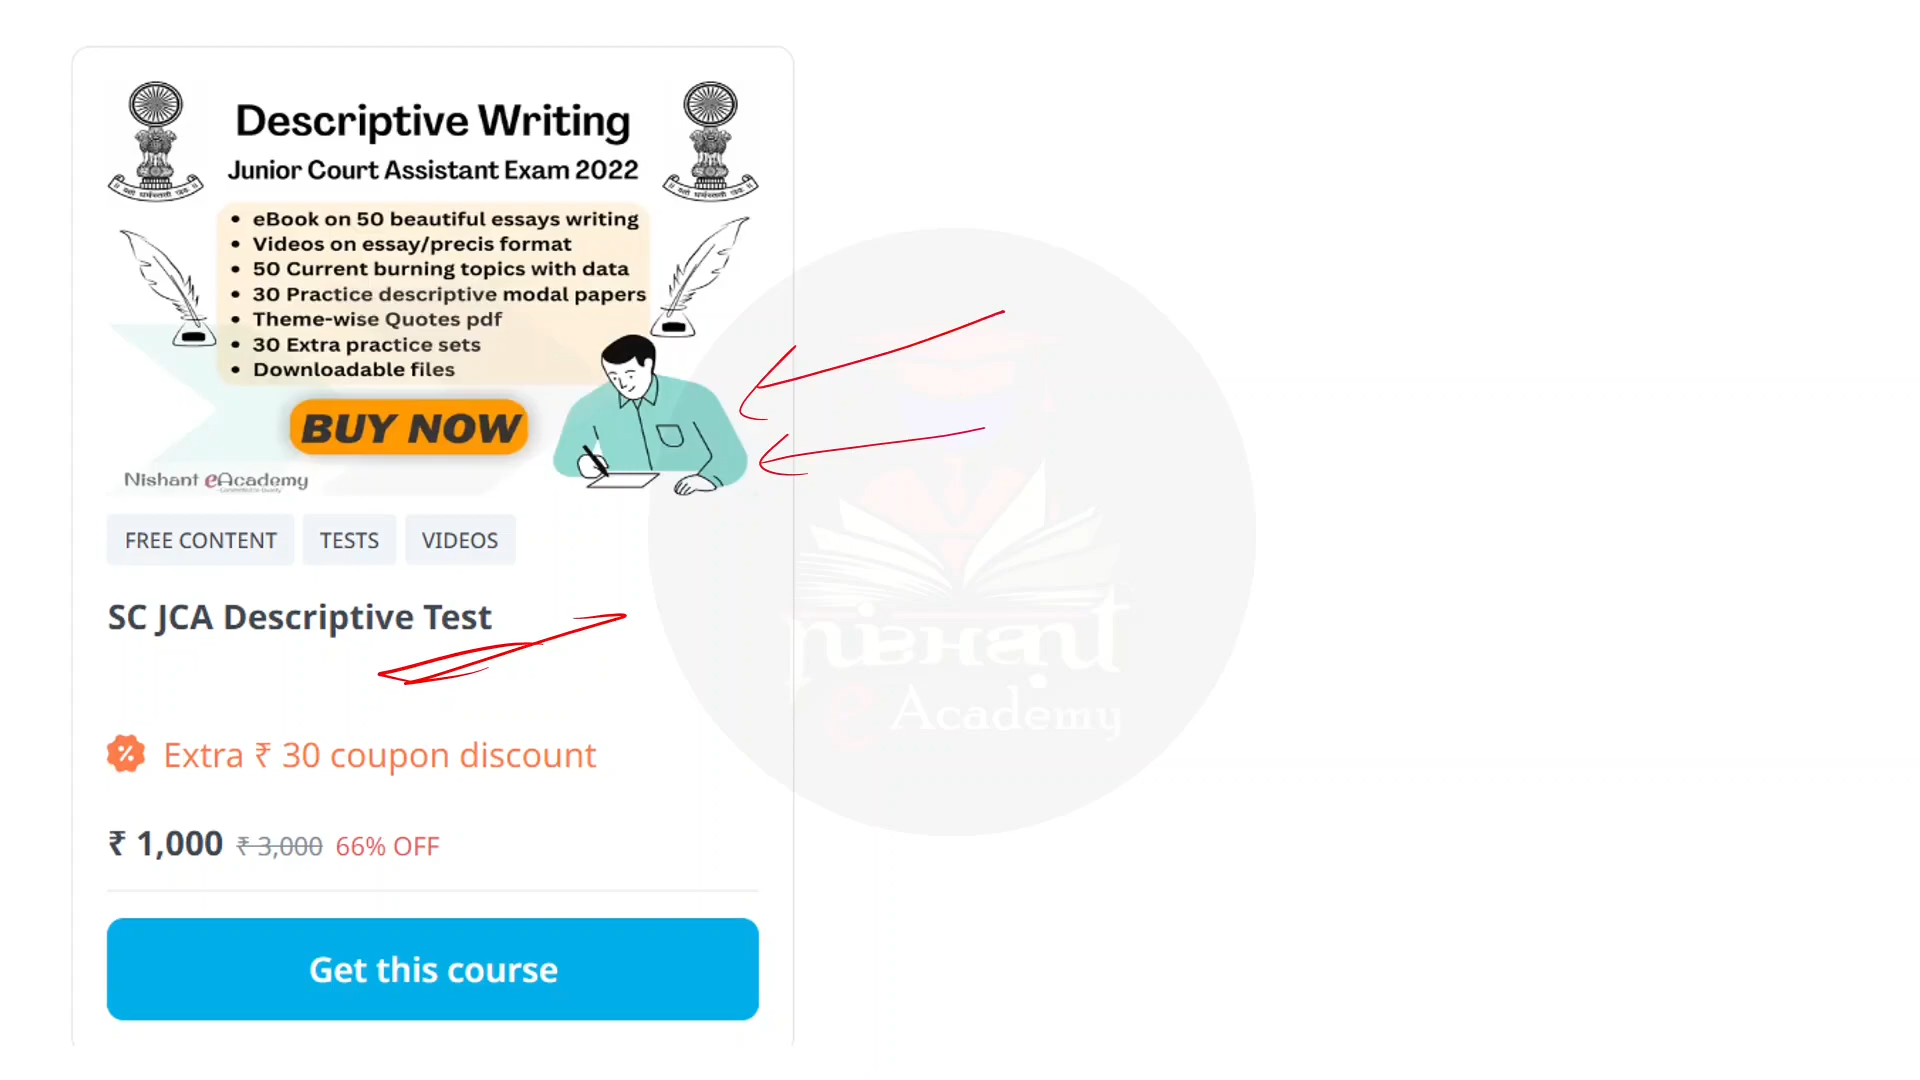 Descriptive Writing
Junior Court Assistant Exam 2022
• eBook on 50 beautiful essays writing
• Videos on essay/precis format
• 50 Current burning topics with data
• 30 Practice descriptive modal papers
• Theme-wise Quotes pdf
• 30 Extra practice sets
• Downloadable files
BUY NOW
Nishant eAcademy
FREE CONTENT TESTS VIDEOS
SC JCA Descriptive Test
Extra ₹ 30 coupon discount
₹ 1,000 ₹ 3,000 66% OFF
Get this course
Nishant
e Academy